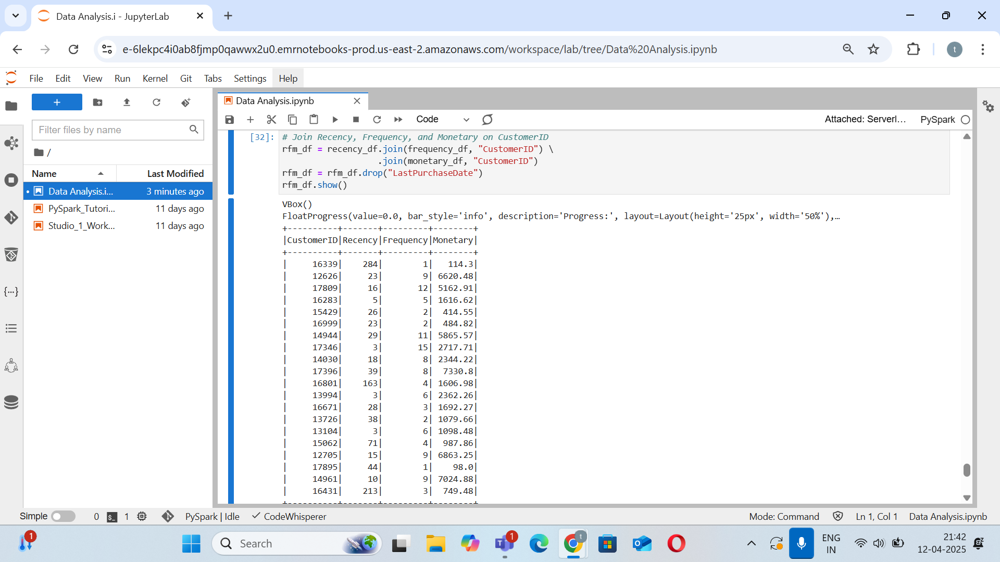 Data Analysis.i - JupyterLab
e-6lekpc4i0ab8fjmp0qawwx2u0.emrnotebooks-prod.us-east-2.amazonaws.com/workspace/lab/tree/Data%20Analysis.ipynb
t
File Edit View Run Kernel Git Tabs Settings Help
+
Filter files by name
/
Name Last Modified
Data Analysis.i... 3 minutes ago
PySpark_Tutori... 11 days ago
Studio_1_Work... 11 days ago
Data Analysis.ipynb
Code
Attached: Serverl... PySpark
[32]: # Join Recency, Frequency, and Monetary on CustomerID
rfm_df = recency_df.join(frequency_df, "CustomerID") \
.join(monetary_df, "CustomerID")
rfm_df = rfm_df.drop("LastPurchaseDate")
rfm_df.show()
VBox()
FloatProgress(value=0.0, bar_style='info', description='Progress:', layout=Layout(height='25px', width='50%'),…
+----------+-------+---------+--------+
|CustomerID|Recency|Frequency|Monetary|
+----------+-------+---------+--------+
|     16339|    284|        1|   114.3|
|     12626|     23|        9| 6620.48|
|     17809|     16|       12| 5162.91|
|     16283|      5|        5| 1616.62|
|     15429|     26|        2|  414.55|
|     16999|     23|        2|  484.82|
|     14944|     29|       11| 5865.57|
|     17346|      3|       15| 2717.71|
|     14030|     18|        8| 2344.22|
|     17396|     39|        8|  7330.8|
|     16801|    163|        4| 1606.98|
|     13994|      3|        6| 2362.26|
|     16671|     28|        3| 1692.27|
|     13726|     38|        2| 1079.66|
|     13104|      3|        6| 1098.48|
|     15062|     71|        4|  987.86|
|     12705|     15|        9| 6863.25|
|     17895|     44|        1|    98.0|
|     14961|     10|        9| 7024.88|
|     16431|    213|        3|  749.48|
+----------+-------+---------+--------+
Simple 0 $_ 1 PySpark | Idle CodeWhisperer Mode: Command Ln 1, Col 1 Data Analysis.ipynb
1
Search
1
t
ENG
IN
21:42
12-04-2025